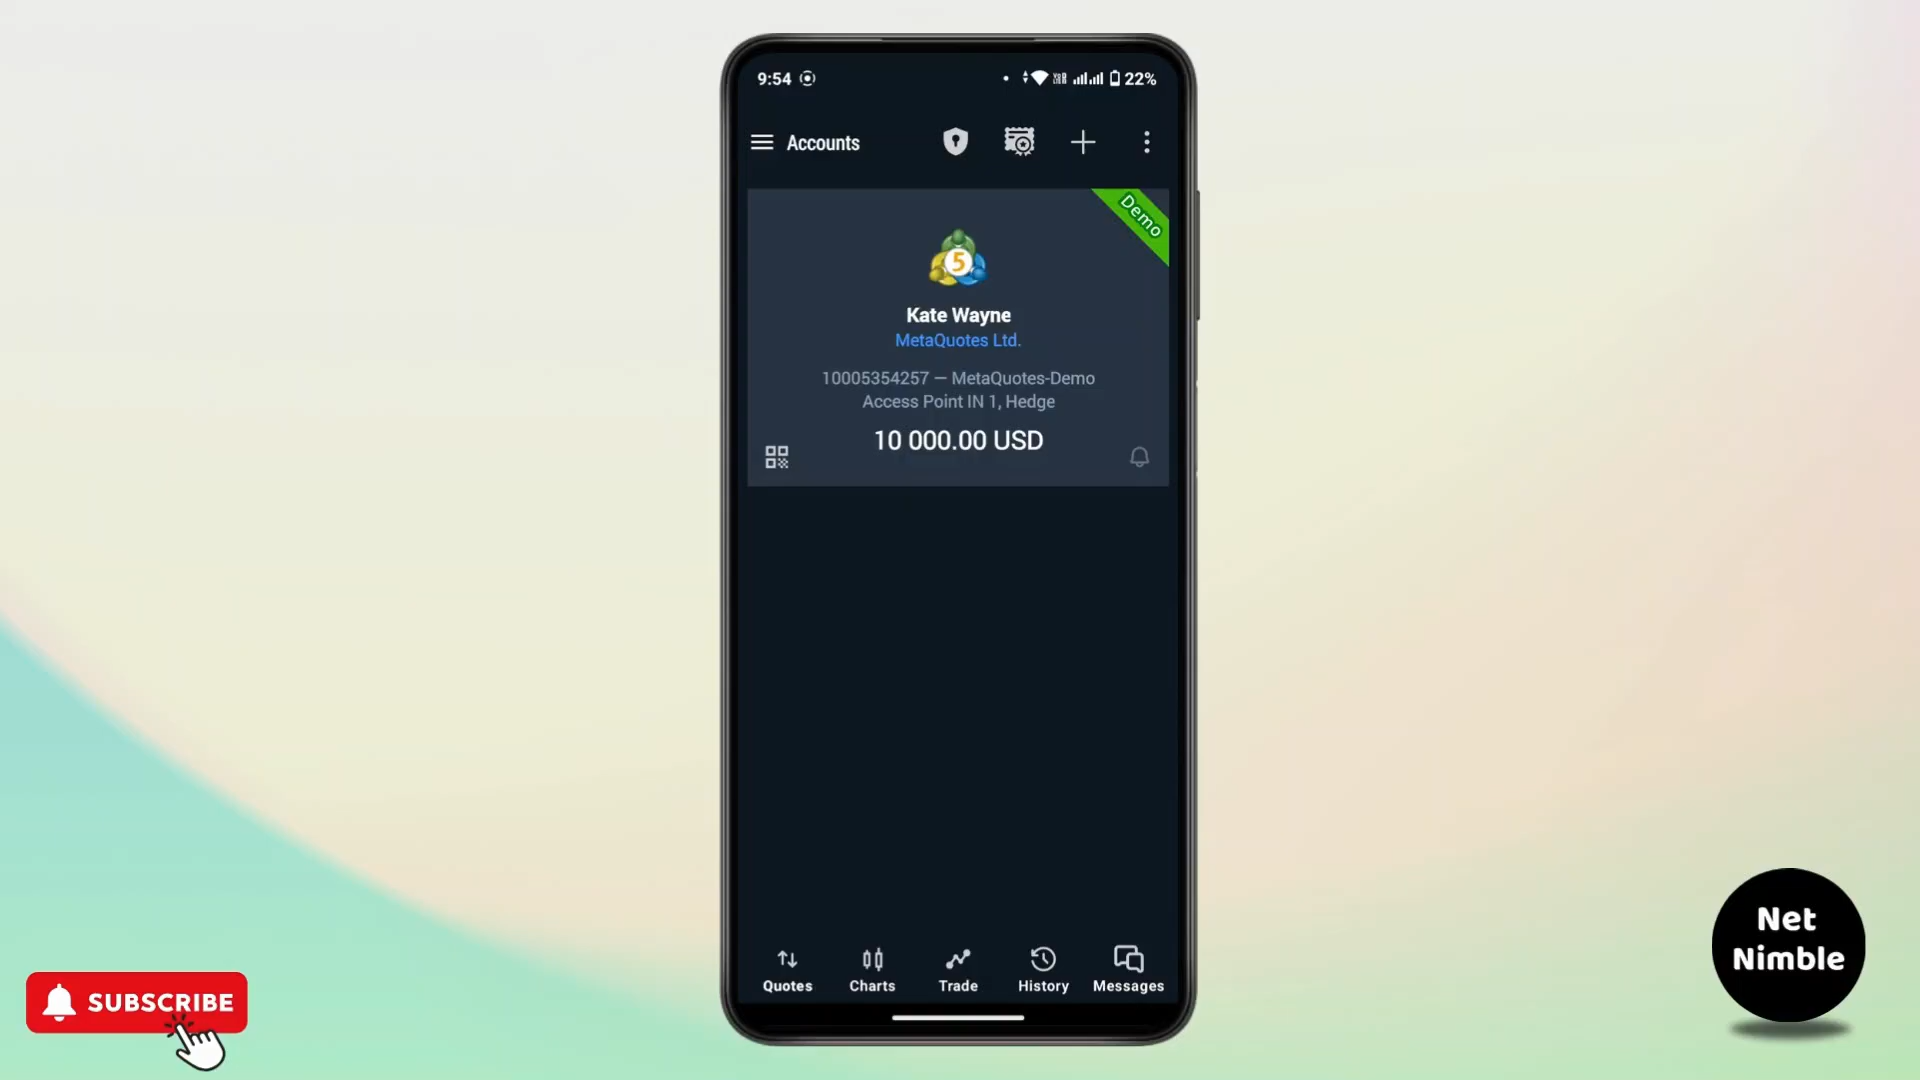 9:54
22%
Accounts
Demo
5
Kate Wayne
MetaQuotes Ltd.
10005354257 — MetaQuotes-Demo
Access Point IN 1, Hedge
10 000.00 USD
Quotes
Charts
Trade
History
Messages
SUBSCRIBE
Net
Nimble